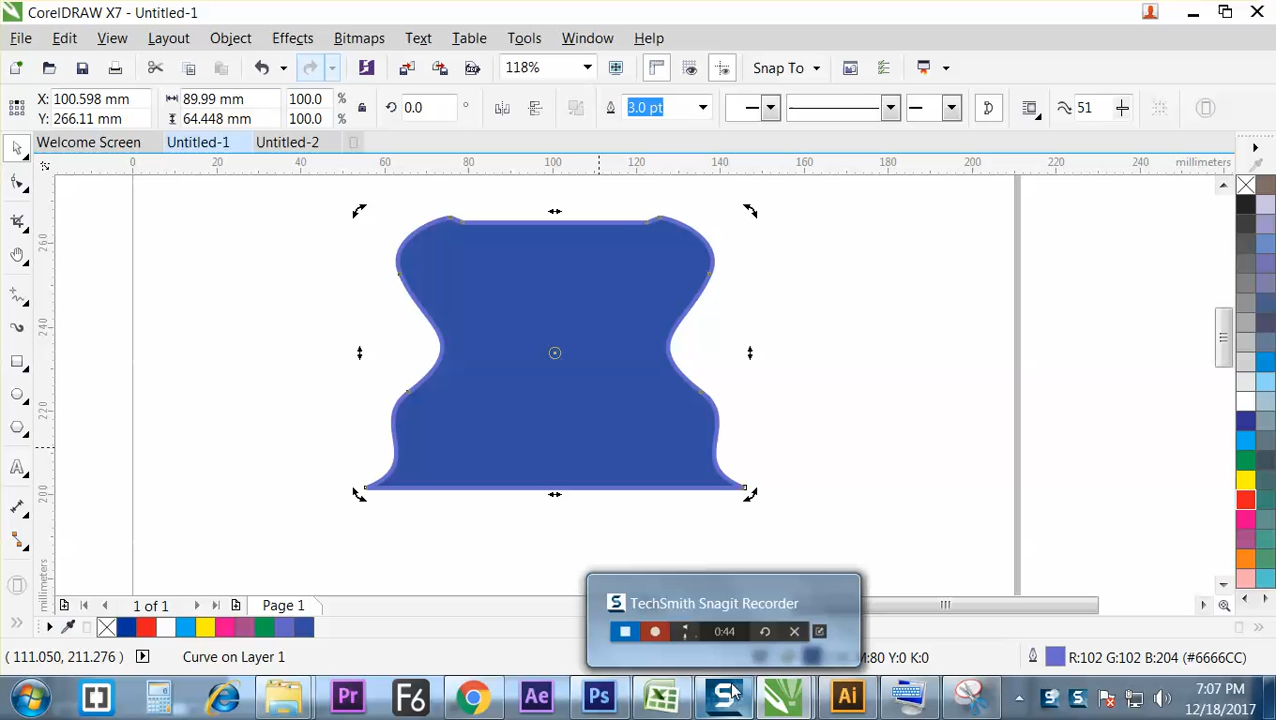 CorelDRAW X7 - Untitled-1
File Edit View Layout Object Effects Bitmaps Text Table Tools Window Help
118% Snap To
X: 100.598 mm 89.99 mm 100.0 % 0.0 ° 3.0 pt 51
Y: 266.11 mm 64.448 mm 100.0 %
Welcome Screen Untitled-1 Untitled-2
0 20 40 60 80 100 120 140 160 180 200 220 240 millimeters
260
240
220
200
millimeters
TechSmith Snagit Recorder
0:44
1 of 1 Page 1
(111.050, 211.276) Curve on Layer 1 M:80 Y:0 K:0 R:102 G:102 B:204 (#6666CC)
Pr F6 Ae Ps S Ai
7:07 PM
12/18/2017